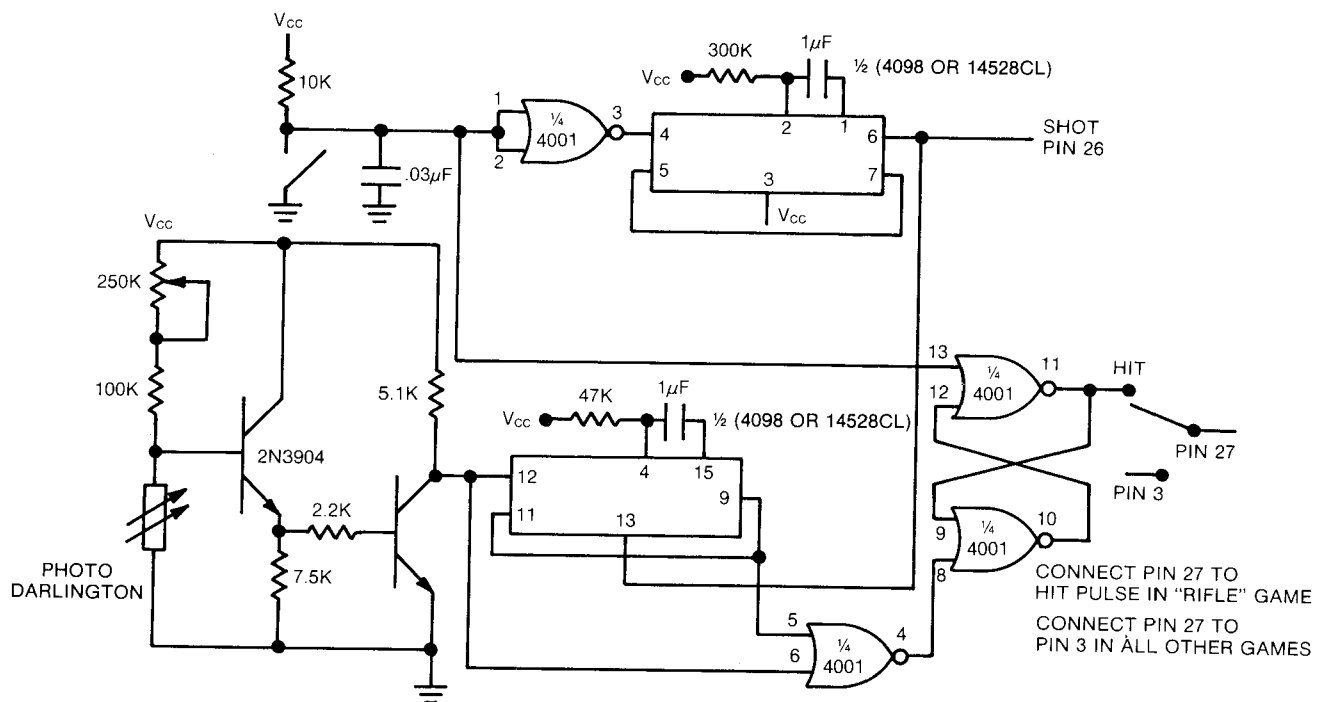 Vcc
10K
.03µF
1
2
¼
4001
3
Vcc
300K
1µF
½ (4098 OR 14528CL)
4
5
2
1
3
6
7
Vcc
SHOT
PIN 26
Vcc
250K
100K
2N3904
PHOTO
DARLINGTON
2.2K
7.5K
5.1K
Vcc
47K
1µF
½ (4098 OR 14528CL)
12
11
4
15
13
9
5
6
¼
4001
4
13
12
¼
4001
11
HIT
PIN 27
PIN 3
9
8
¼
4001
10
CONNECT PIN 27 TO
HIT PULSE IN "RIFLE" GAME
CONNECT PIN 27 TO
PIN 3 IN ALL OTHER GAMES